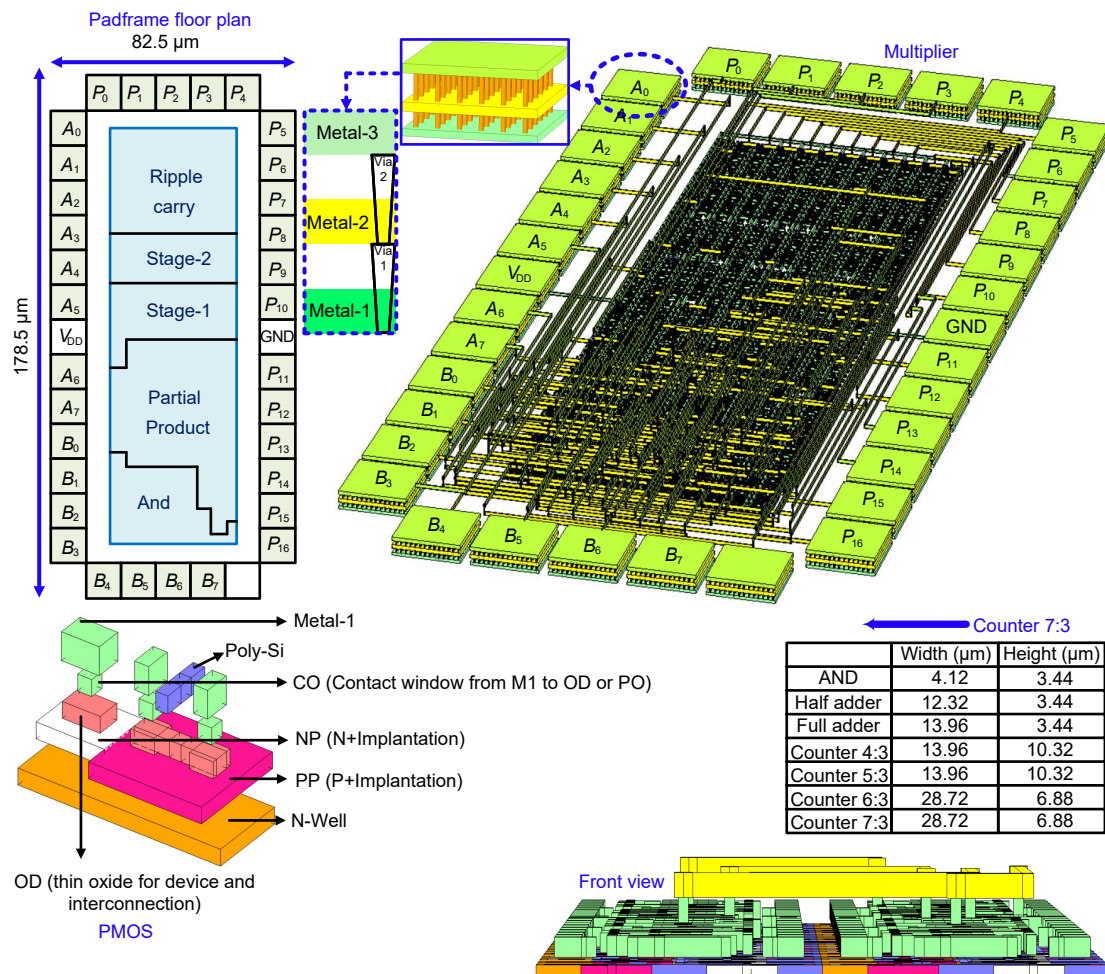 Padframe floor plan
82.5 µm
178.5 µm
P0 P1 P2 P3 P4
A0 P5
A1 P6
A2 P7
A3 P8
A4 P9
A5 P10
VDD GND
A6 P11
A7 P12
B0 P13
B1 P14
B2 P15
B3 P16
B4 B5 B6 B7
Ripple
carry
Stage-2
Stage-1
Partial
Product
And
Metal-3
Via
2
Metal-2
Via
1
Metal-1
Multiplier
P0 P1 P2 P3 P4
A0
A1
A2
A3
A4
A5
VDD
A6
A7
B0
B1
B2
B3
B4 B5 B6 B7
P5
P6
P7
P8
P9
P10
GND
P11
P12
P13
P14
P15
P16
Metal-1
Poly-Si
CO (Contact window from M1 to OD or PO)
NP (N+Implantation)
PP (P+Implantation)
N-Well
OD (thin oxide for device and
interconnection)
PMOS
Counter 7:3
Width (µm) Height (µm)
AND 4.12 3.44
Half adder 12.32 3.44
Full adder 13.96 3.44
Counter 4:3 13.96 10.32
Counter 5:3 13.96 10.32
Counter 6:3 28.72 6.88
Counter 7:3 28.72 6.88
Front view